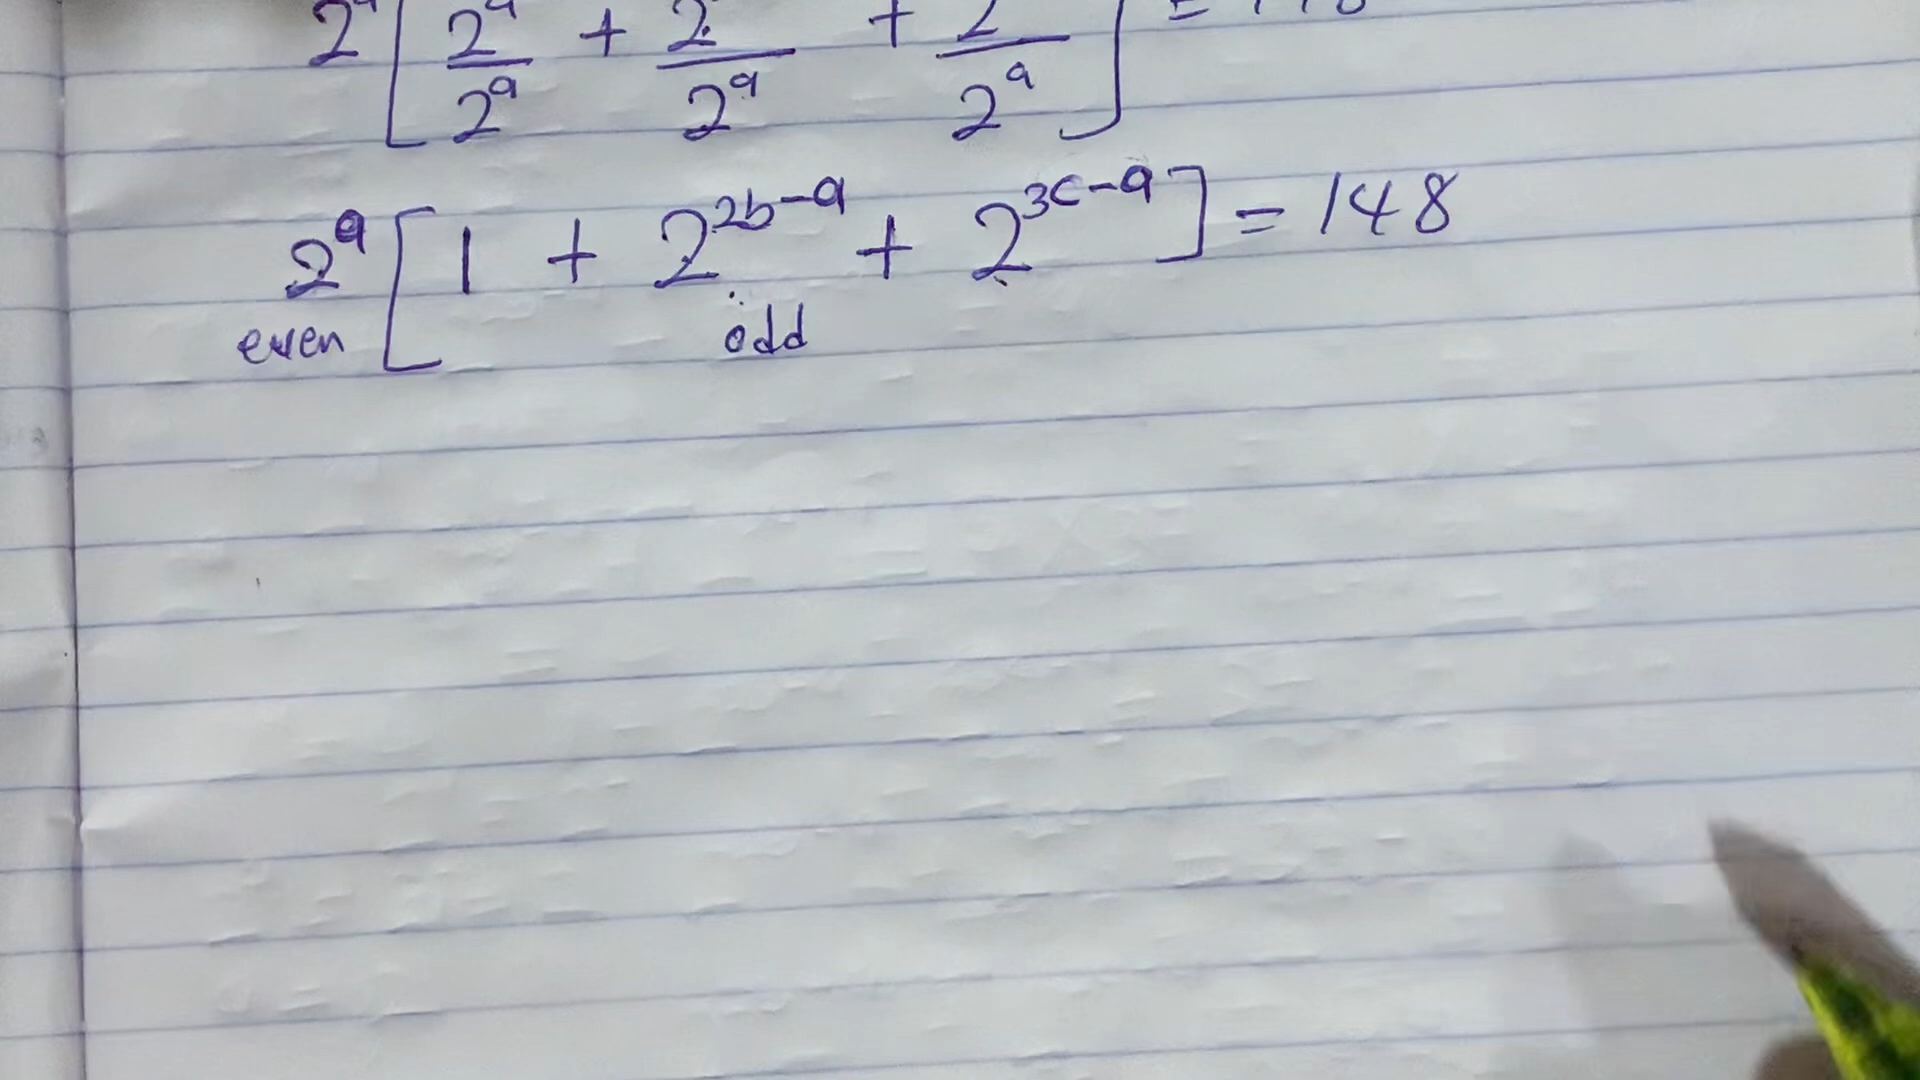 2^a [ 2^a/2^a + 2/2^a + 2/2^a ] = 148
2^a [ 1 + 2^(2b-a) + 2^(3c-a) ] = 148
even odd